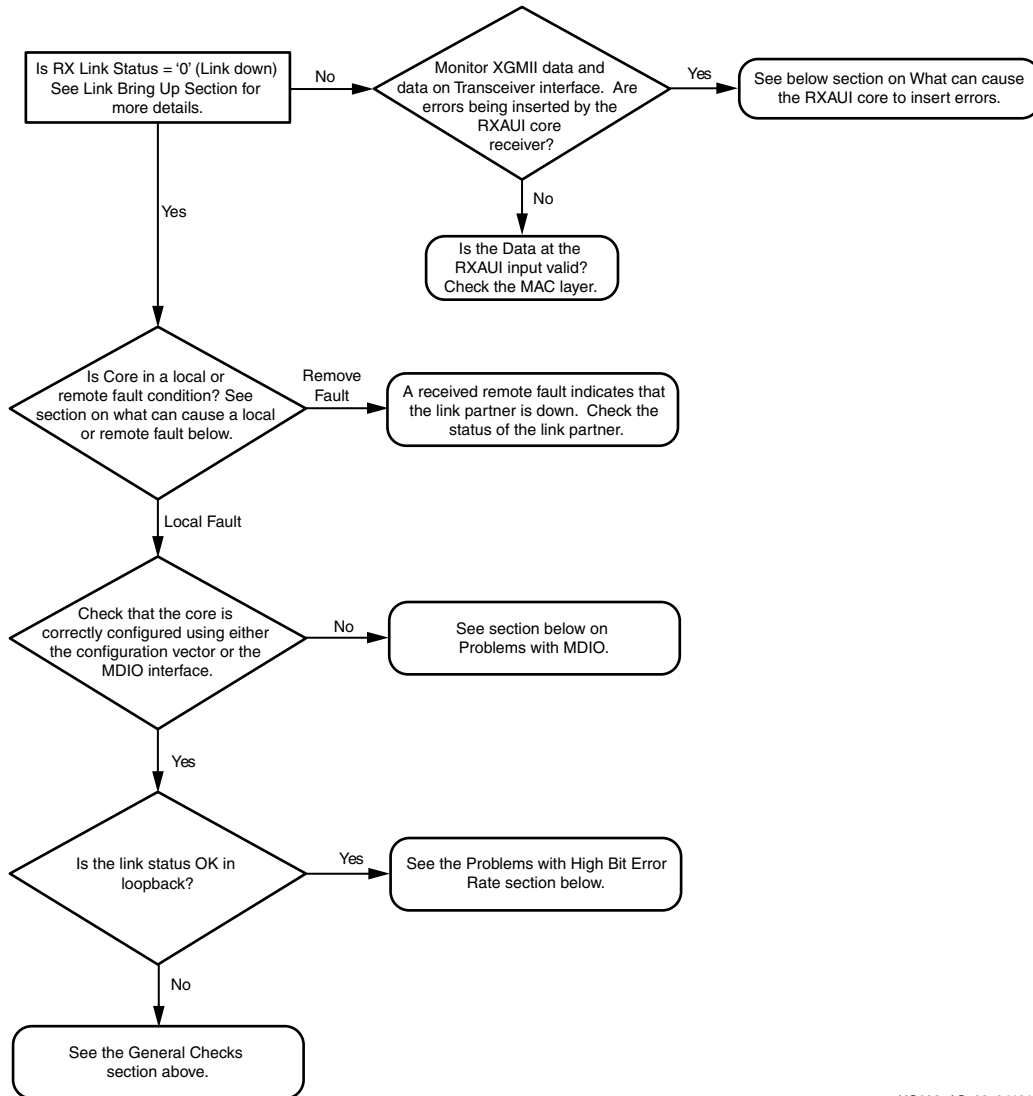 Is RX Link Status = ‘0’ (Link down)
See Link Bring Up Section for
more details.
No
Monitor XGMII data and
data on Transceiver interface. Are
errors being inserted by the
RXAUI core
receiver?
Yes
See below section on What can cause
the RXAUI core to insert errors.
No
Is the Data at the
RXAUI input valid?
Check the MAC layer.
Yes
Is Core in a local or
remote fault condition? See
section on what can cause a local
or remote fault below.
Remove
Fault
A received remote fault indicates that
the link partner is down. Check the
status of the link partner.
Local Fault
Check that the core is
correctly configured using either
the configuration vector or the
MDIO interface.
No
See section below on
Problems with MDIO.
Yes
Is the link status OK in
loopback?
Yes
See the Problems with High Bit Error
Rate section below.
No
See the General Checks
section above.